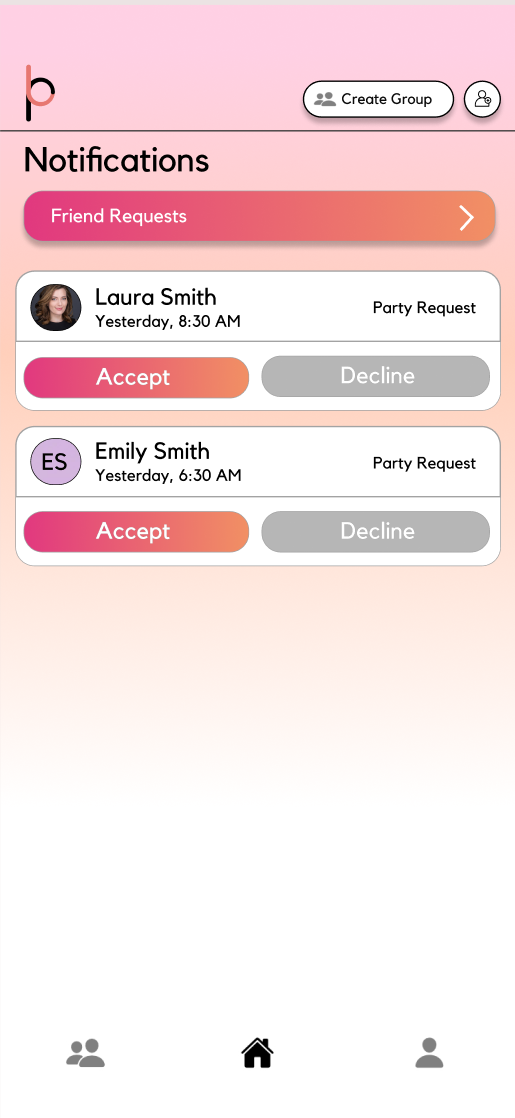 Create Group
Notifications
Friend Requests
Laura Smith
Yesterday, 8:30 AM
Party Request
Accept
Decline
ES
Emily Smith
Yesterday, 6:30 AM
Party Request
Accept
Decline